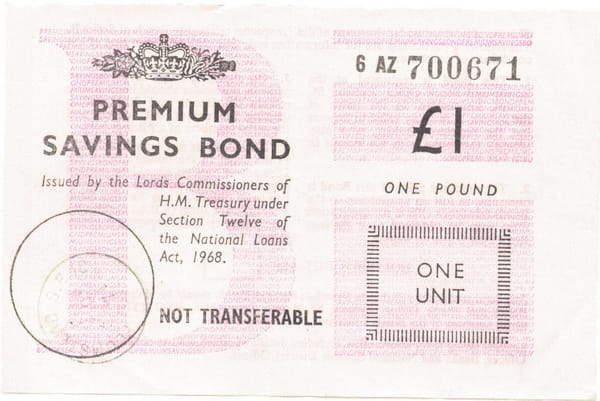 6 AZ 700671
PREMIUM
SAVINGS BOND
£1
Issued by the Lords Commissioners of
H.M. Treasury under
Section Twelve of
the National Loans
Act, 1968.
ONE POUND
ONE
UNIT
NOT TRANSFERABLE